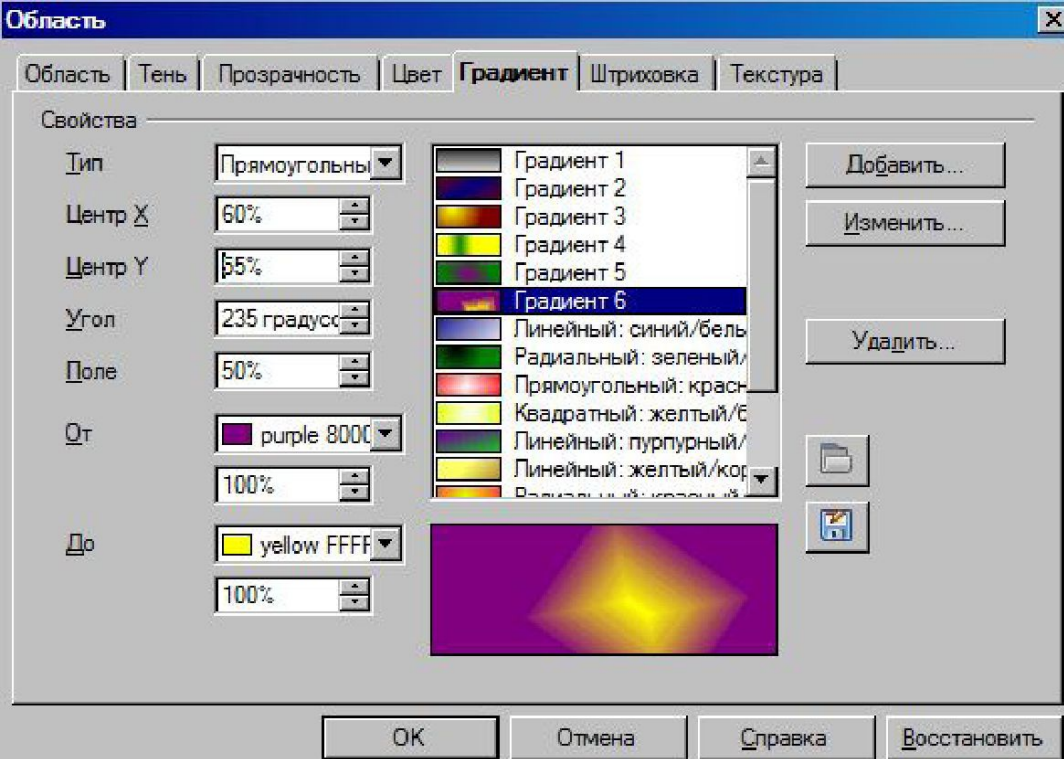 Область
Область Тень Прозрачность Цвет Градиент Штриховка Текстура
Свойства
Тип Прямоугольны
Центр X 60%
Центр Y 55%
Угол 235 градусо
Поле 50%
От purple 8000
100%
До yellow FFFF
100%
Градиент 1
Градиент 2
Градиент 3
Градиент 4
Градиент 5
Градиент 6
Линейный: синий/белы
Радиальный: зеленый/
Прямоугольный: красн
Квадратный: желтый/б
Линейный: пурпурный/
Линейный: желтый/кор
Добавить...
Изменить...
Удалить...
OK Отмена Справка Восстановить